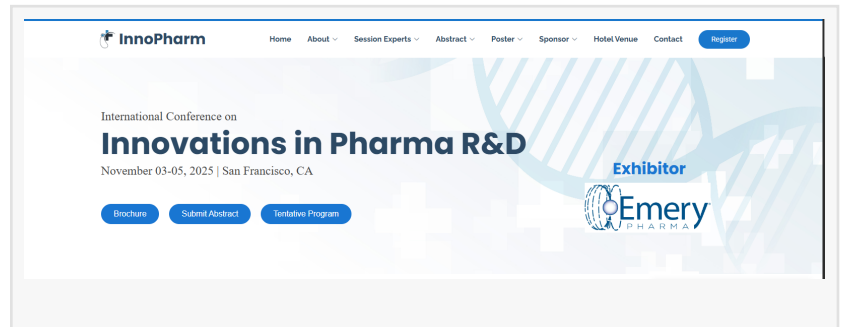 InnoPharm
Home About Session Experts Abstract Poster Sponsor Hotel Venue Contact Register
International Conference on
Innovations in Pharma R&D
November 03-05, 2025 | San Francisco, CA
Exhibitor
Emery
PHARMA
Brochure Submit Abstract Tentative Program